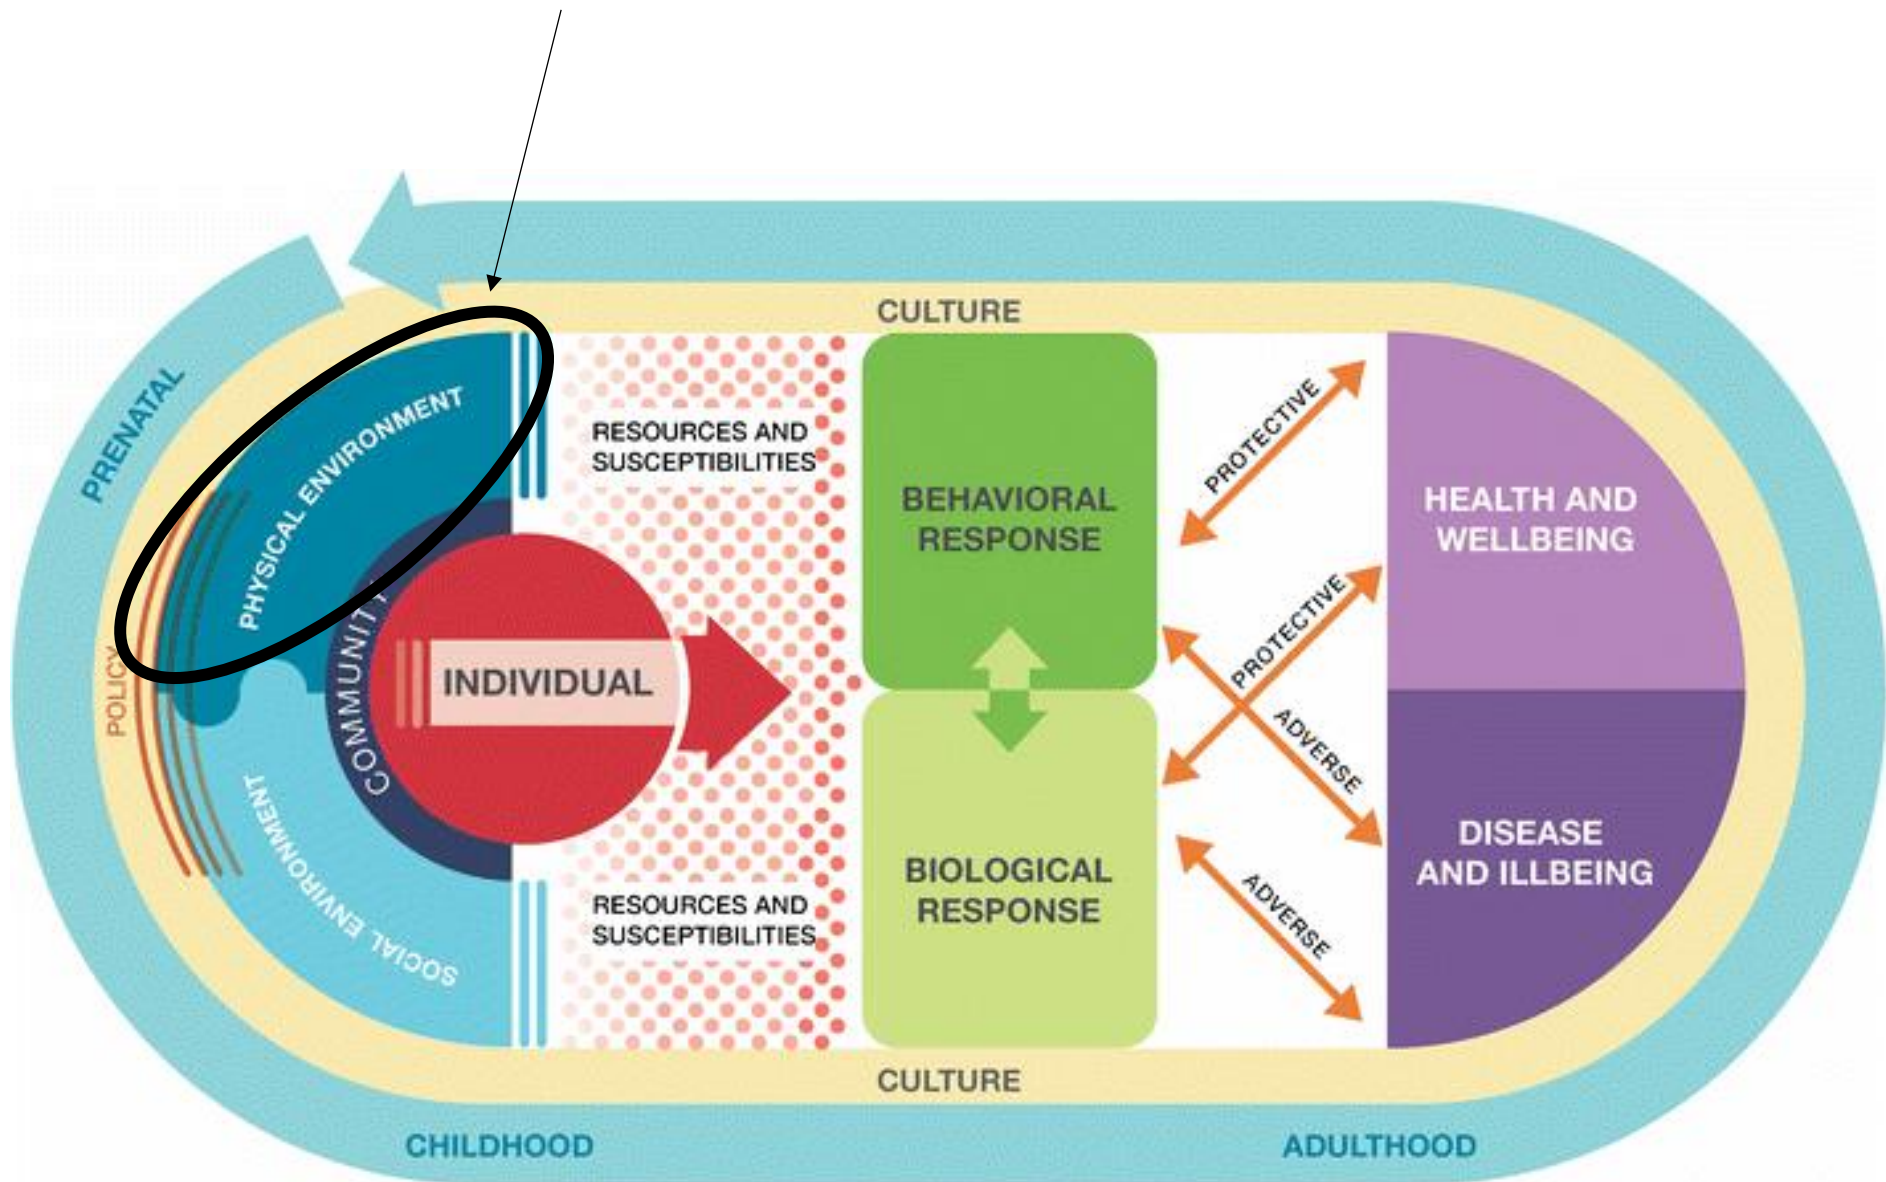 CULTURE
PRENATAL
PHYSICAL ENVIRONMENT
POLICY
COMMUNITY
SOCIAL ENVIRONMENT
INDIVIDUAL
RESOURCES AND
SUSCEPTIBILITIES
RESOURCES AND
SUSCEPTIBILITIES
BEHAVIORAL
RESPONSE
BIOLOGICAL
RESPONSE
PROTECTIVE
PROTECTIVE
ADVERSE
ADVERSE
HEALTH AND
WELLBEING
DISEASE
AND ILLBEING
CULTURE
CHILDHOOD
ADULTHOOD